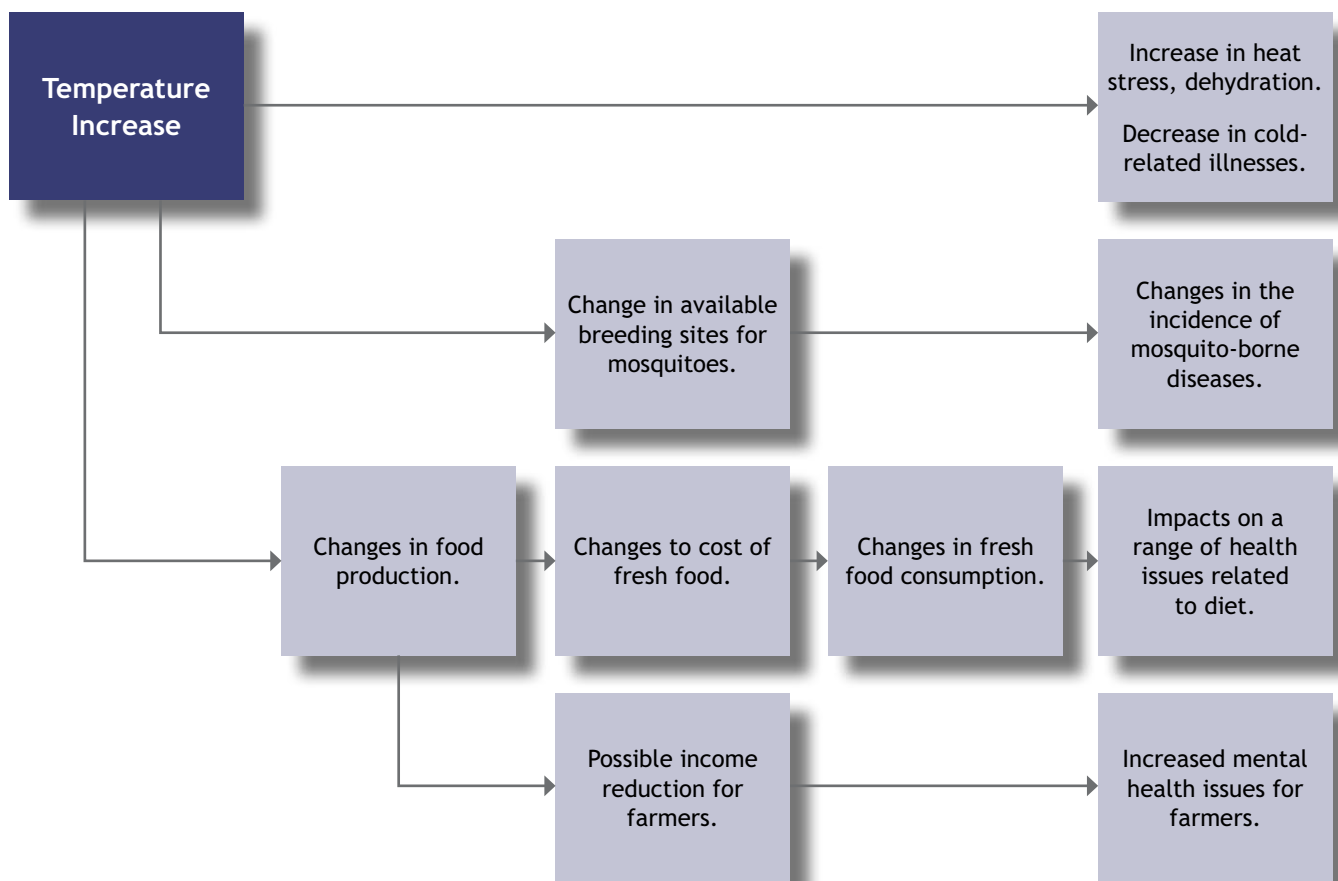 Temperature
Increase
Increase in heat
stress, dehydration.
Decrease in cold-
related illnesses.
Change in available
breeding sites for
mosquitoes.
Changes in the
incidence of
mosquito-borne
diseases.
Changes in food
production.
Changes to cost of
fresh food.
Changes in fresh
food consumption.
Impacts on a
range of health
issues related
to diet.
Possible income
reduction for
farmers.
Increased mental
health issues for
farmers.